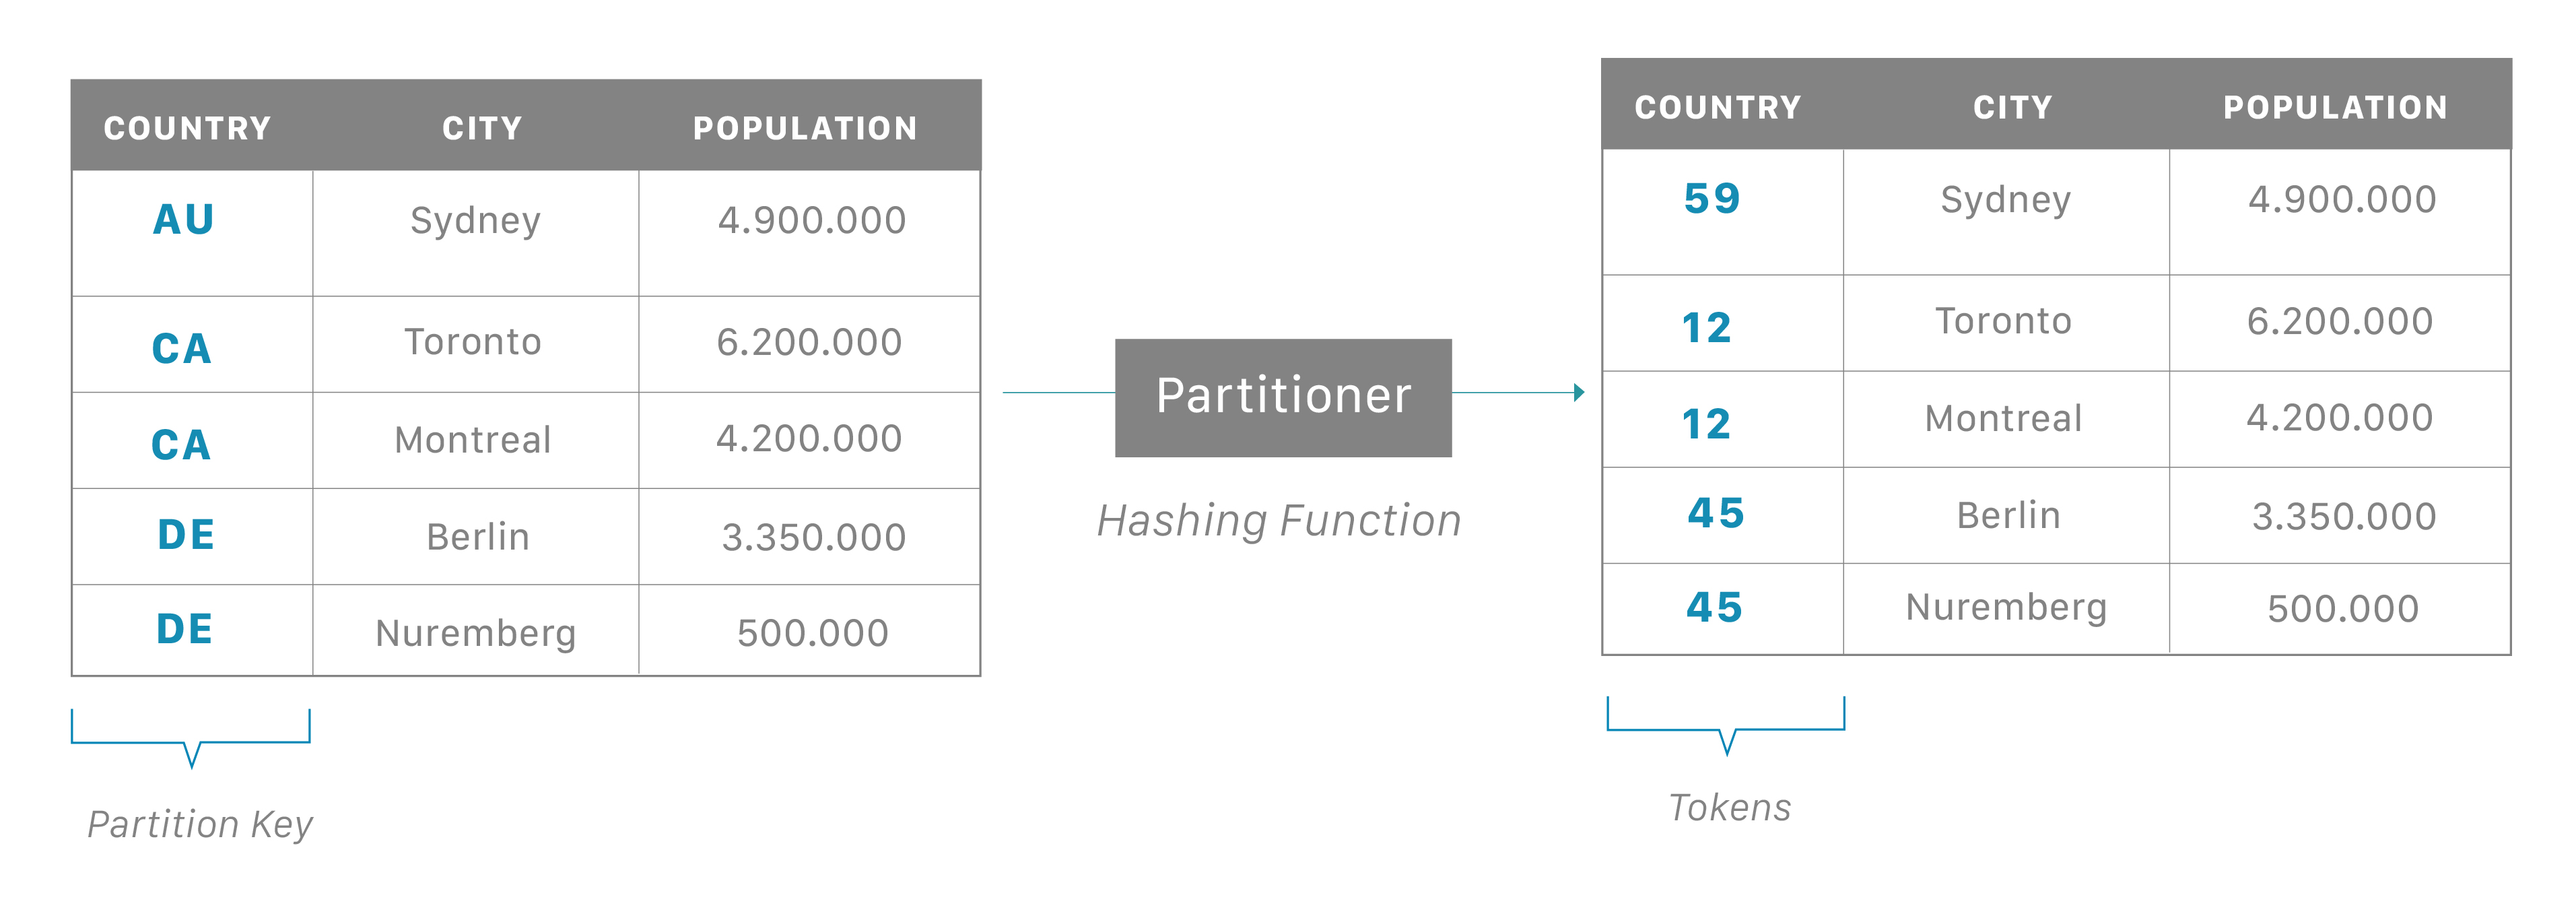 COUNTRY CITY POPULATION
AU Sydney 4.900.000
CA Toronto 6.200.000
CA Montreal 4.200.000
DE Berlin 3.350.000
DE Nuremberg 500.000
Partition Key
Partitioner
Hashing Function
COUNTRY CITY POPULATION
59 Sydney 4.900.000
12 Toronto 6.200.000
12 Montreal 4.200.000
45 Berlin 3.350.000
45 Nuremberg 500.000
Tokens